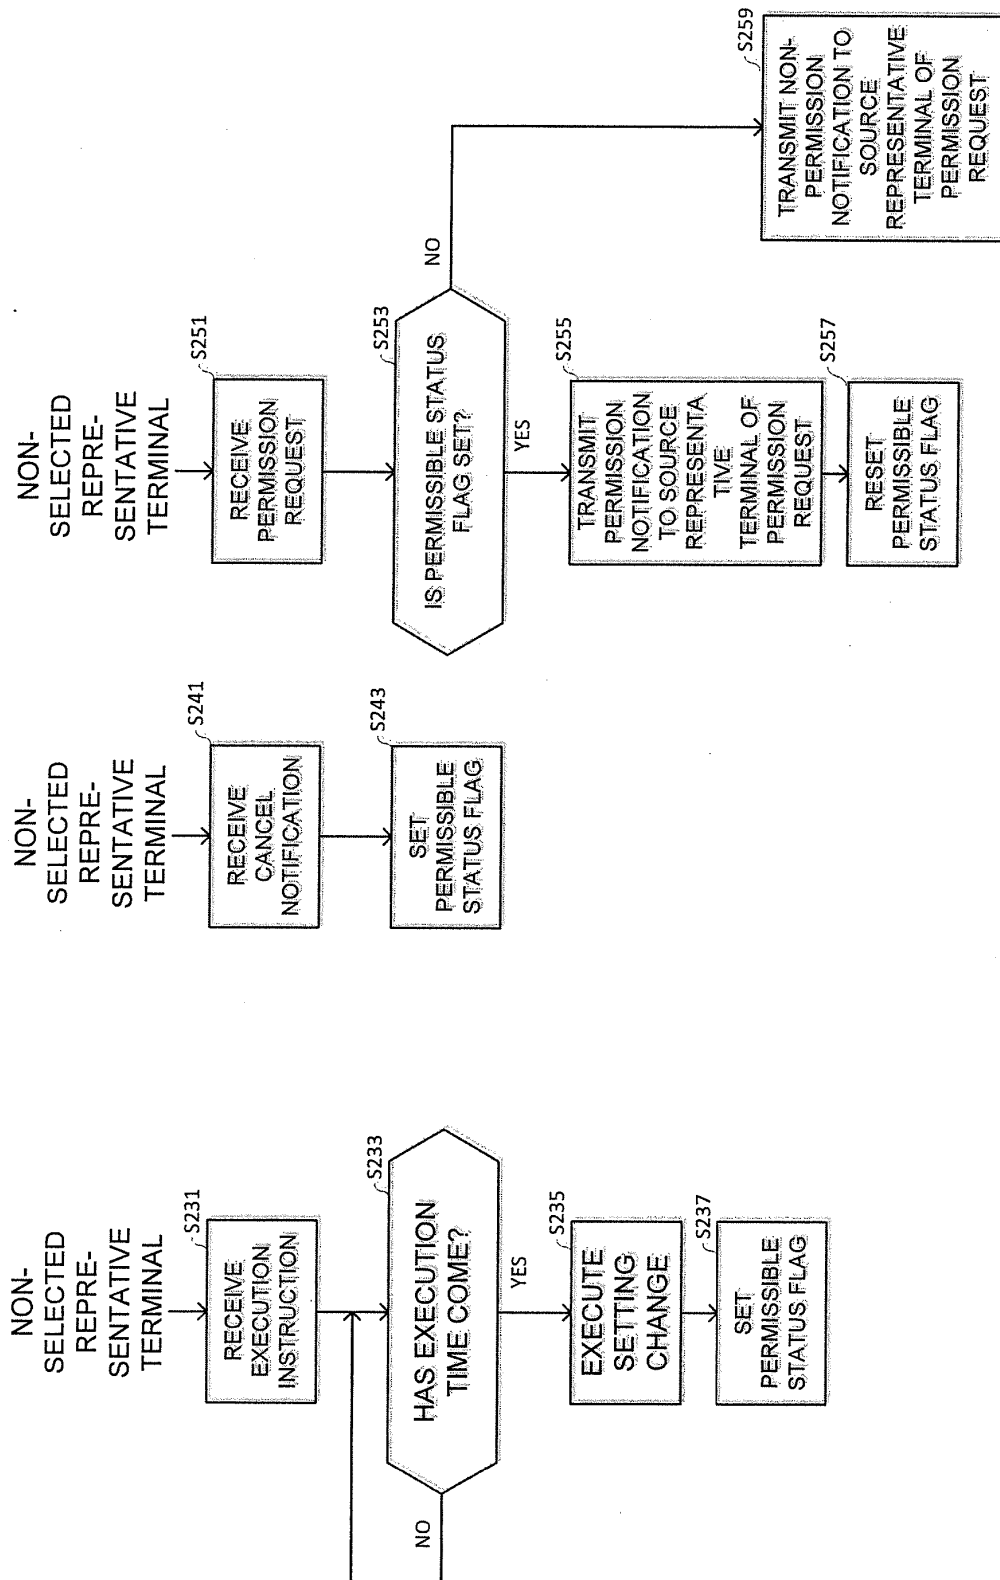 NON-
SELECTED
REPRE-
SENTATIVE
TERMINAL
S231
RECEIVE
EXECUTION
INSTRUCTION
S233
HAS EXECUTION
TIME COME?
NO
YES
S235
EXECUTE
SETTING
CHANGE
S237
SET
PERMISSIBLE
STATUS FLAG
NON-
SELECTED
REPRE-
SENTATIVE
TERMINAL
S241
RECEIVE
CANCEL
NOTIFICATION
S243
SET
PERMISSIBLE
STATUS FLAG
NON-
SELECTED
REPRE-
SENTATIVE
TERMINAL
S251
RECEIVE
PERMISSION
REQUEST
S253
IS PERMISSIBLE STATUS
FLAG SET?
NO
YES
S255
TRANSMIT
PERMISSION
NOTIFICATION
TO SOURCE
REPRESENTA
TIVE
TERMINAL OF
PERMISSION
REQUEST
S257
RESET
PERMISSIBLE
STATUS FLAG
S259
TRANSMIT NON-
PERMISSION
NOTIFICATION TO
SOURCE
REPRESENTATIVE
TERMINAL OF
PERMISSION
REQUEST